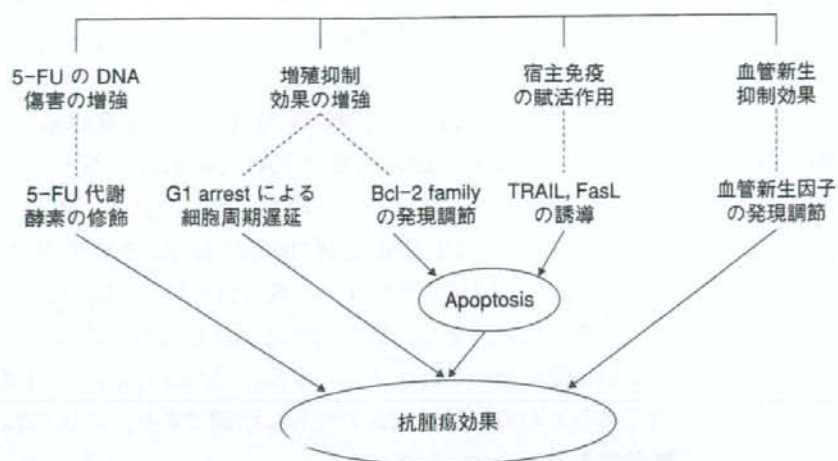 5-FU の DNA
傷害の増強
増殖抑制
効果の増強
宿主免疫
の賦活作用
血管新生
抑制効果
5-FU 代謝
酵素の修飾
G1 arrest による
細胞周期遅延
Bcl-2 family
の発現調節
TRAIL, FasL
の誘導
血管新生因子
の発現調節
Apoptosis
抗腫瘍効果